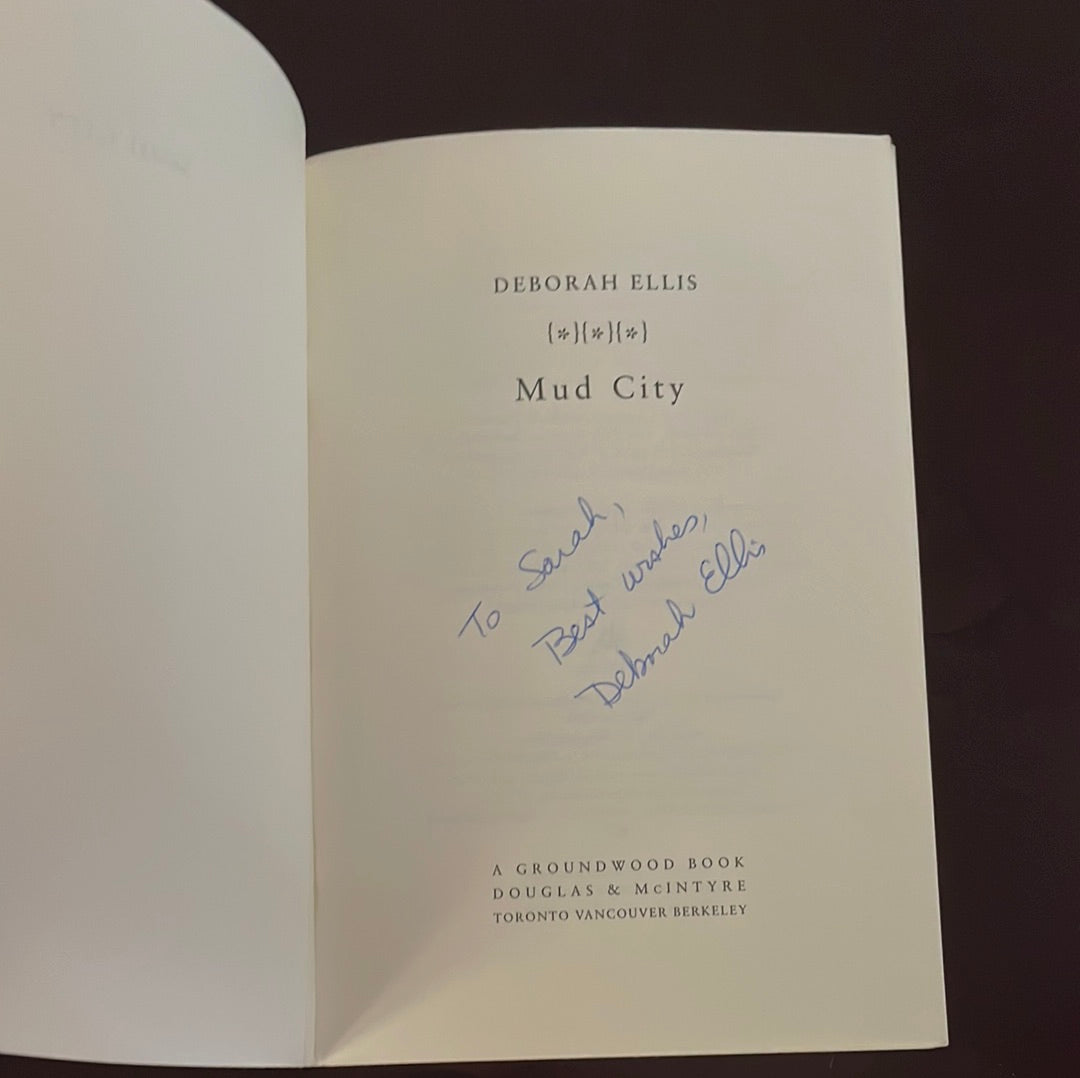 DEBORAH ELLIS
{*}{*}{*}
Mud City
To Sarah,
Best wishes,
Deborah Ellis
A GROUNDWOOD BOOK
DOUGLAS & McINTYRE
TORONTO VANCOUVER BERKELEY